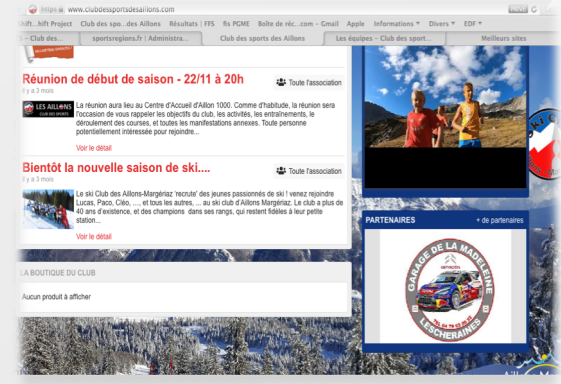 https www.clubdessportsdesaillons.com
Club des spo...des Aillons Résultats | FFS fis PGME Boîte de réc...com – Gmail Apple Informations Divers EDF
– Club des...
sportsregions.fr | Administra...
Club des sports des Aillons
Les équipes – Club des sport...
Meilleurs sites
Réunion de début de saison - 22/11 à 20h
Toute l'association
il y a 3 mois
LES AILLONS
CLUB DES SPORTS
La réunion aura lieu au Centre d'Accueil d'Aillon 1000. Comme d'habitude, la réunion sera
l'occasion de vous rappeler les objectifs du club, les activités, les entraînements, le
déroulement des courses, et toutes les manifestations annexes. Toute personne
potentiellement intéressée pour rejoindre...
Voir le détail
Bientôt la nouvelle saison de ski....
Toute l'association
il y a 3 mois
Le ski Club des Aillons-Margériaz 'recrute' des jeunes passionnés de ski ! venez rejoindre
Lucas, Paco, Cléo, ...., et tous les autres, ... au ski club d'Aillons Margériaz. Le club a plus de
40 ans d'existence, et des champions dans ses rangs, qui restent fidèles à leur petite
station...
Voir le détail
PARTENAIRES
+ de partenaires
GARAGE DE LA MADELEINE
CITROËN
LESCHERAINES
LA BOUTIQUE DU CLUB
Aucun produit à afficher